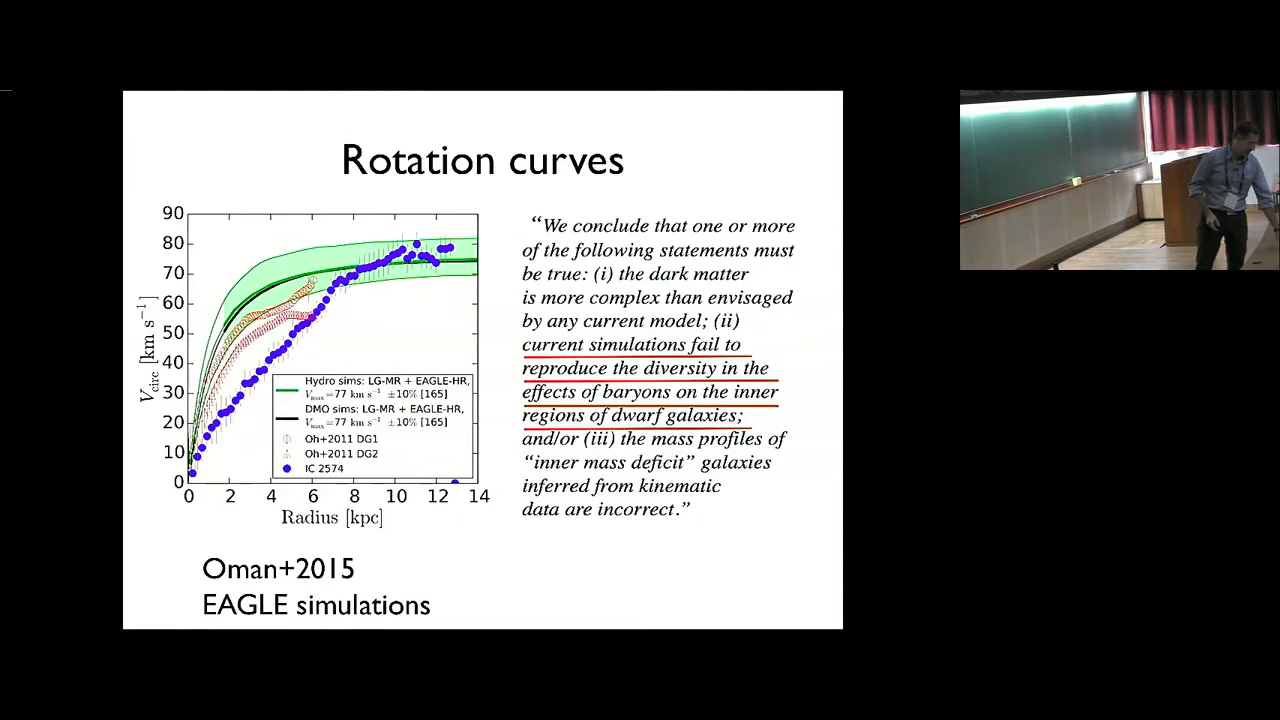 Rotation curves
90
80
70
60
50
40
30
20
10
0
V_circ [km s⁻¹]
Hydro sims: LG-MR + EAGLE-HR,
V_max=77 km s⁻¹ ±10% [165]
DMO sims: LG-MR + EAGLE-HR,
V_max=77 km s⁻¹ ±10% [165]
Oh+2011 DG1
Oh+2011 DG2
IC 2574
0 2 4 6 8 10 12 14
Radius [kpc]
“We conclude that one or more
of the following statements must
be true: (i) the dark matter
is more complex than envisaged
by any current model; (ii)
current simulations fail to
reproduce the diversity in the
effects of baryons on the inner
regions of dwarf galaxies;
and/or (iii) the mass profiles of
“inner mass deficit” galaxies
inferred from kinematic
data are incorrect.”
Oman+2015
EAGLE simulations